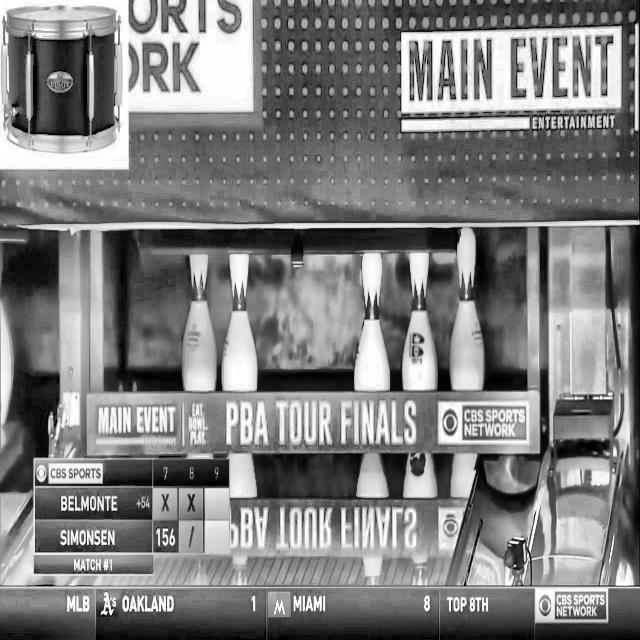 ORTS
ORK
MAIN EVENT
ENTERTAINMENT
MAIN EVENT
EAT.
BOWL.
PLAY.
PBA TOUR FINALS
CBS SPORTS
NETWORK
PBA TOUR FINALS
CBS SPORTS 7 8 9
BELMONTE +54 X X
SIMONSEN 156 /
MATCH #1
MLB A's OAKLAND 1 M MIAMI 8 TOP 8TH
CBS SPORTS
NETWORK